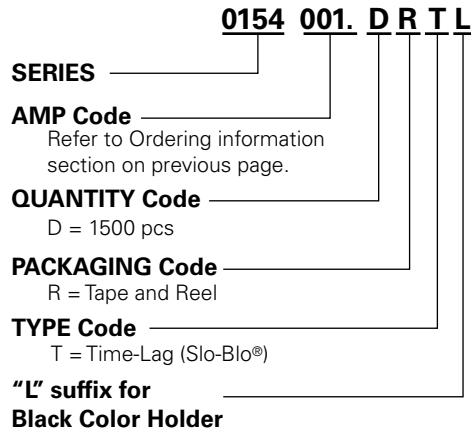 0154 001. D R T L
SERIES
AMP Code
Refer to Ordering information
section on previous page.
QUANTITY Code
D = 1500 pcs
PACKAGING Code
R = Tape and Reel
TYPE Code
T = Time-Lag (Slo-Blo®)
“L” suffix for
Black Color Holder